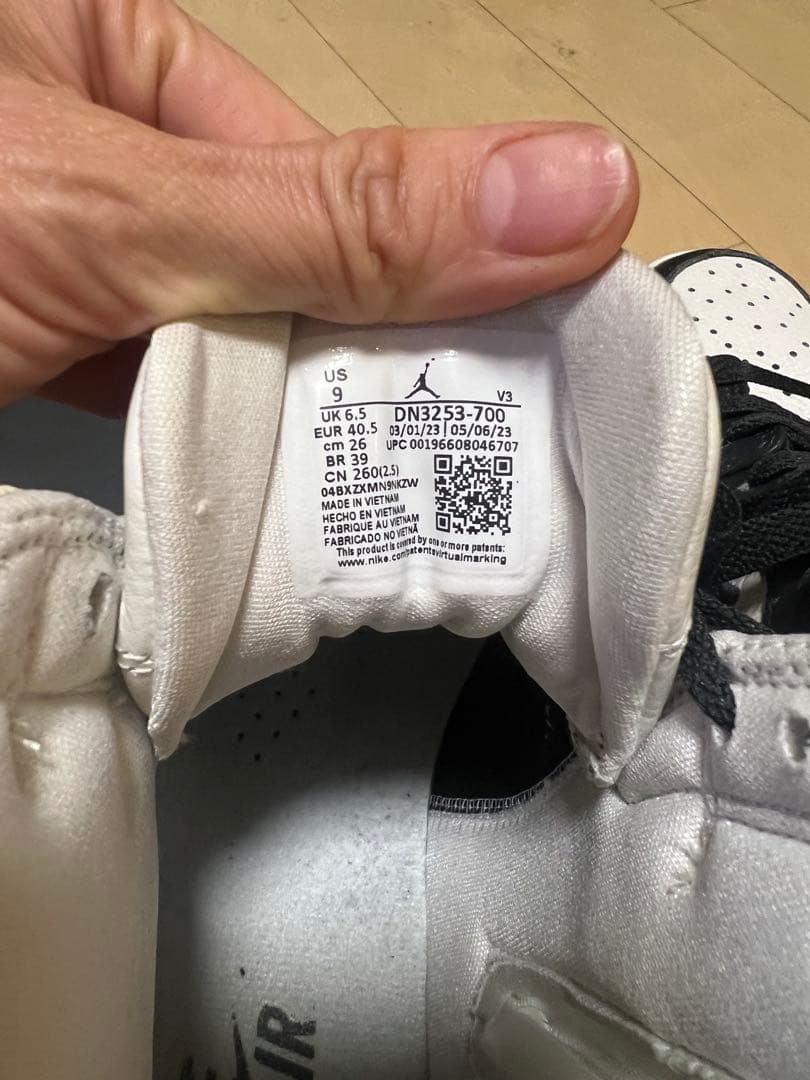 US
9
V3
UK 6.5 DN3253-700
EUR 40.5 03/01/23 | 05/06/23
cm 26 UPC 00196608046707
BR 39
CN 260(2.5)
04BXZXMN9NKZW
MADE IN VIETNAM
HECHO EN VIETNAM
FABRIQUE AU VIETNAM
FABRICADO NO VIETNÃ
This product is covered by one or more patents:
www.nike.com/patentsvirtualmarking
AIR